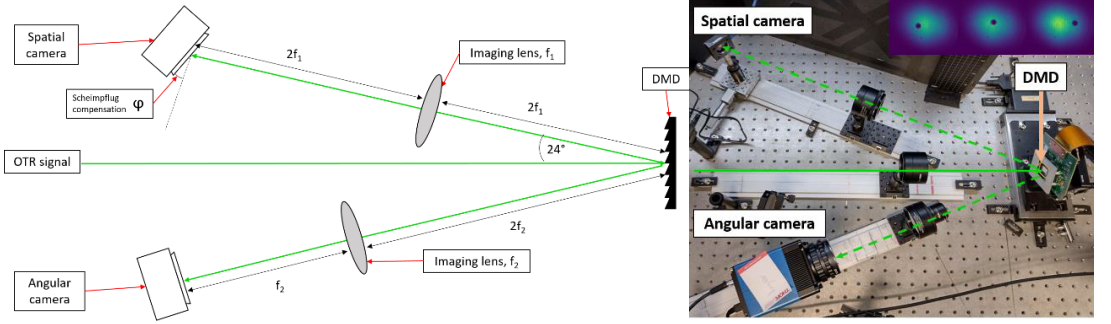 Spatial
camera
2f₁
Imaging lens, f₁
DMD
Scheimpflug
compensation φ
2f₁
OTR signal
24°
2f₂
Imaging lens, f₂
Angular
camera
f₂
Spatial camera
DMD
Angular camera